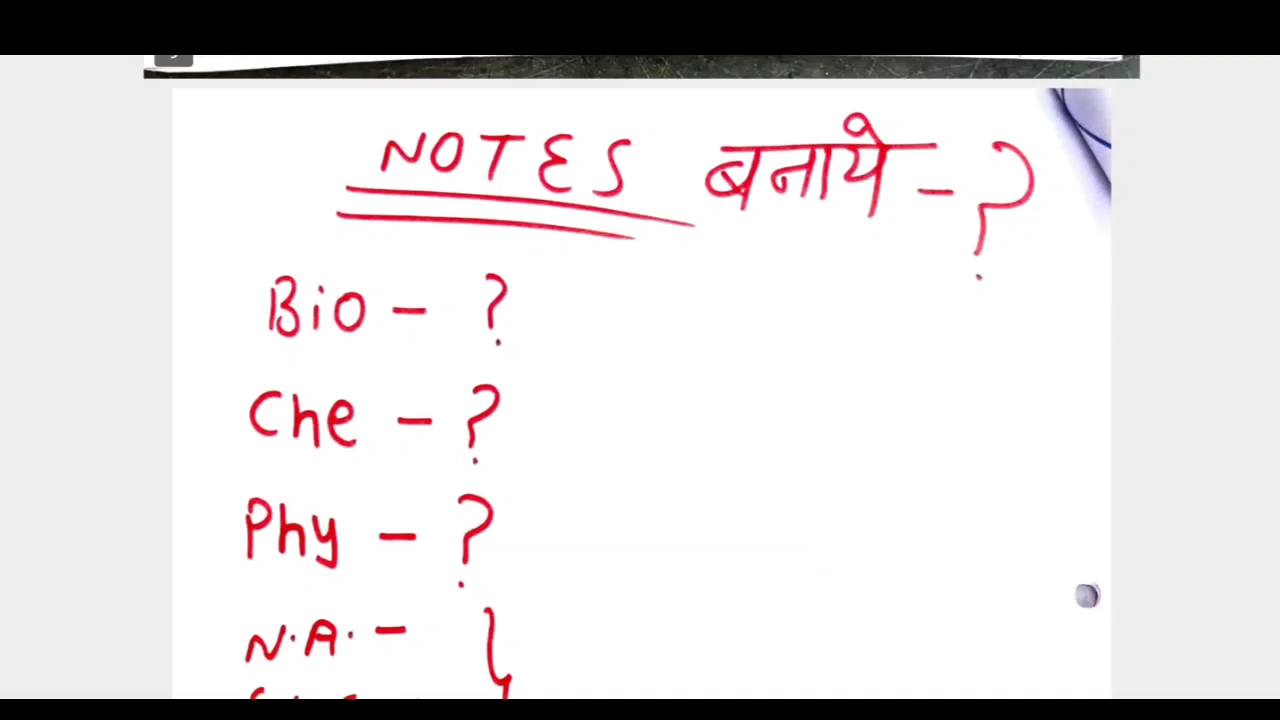 NOTES बनाये - ?
Bio - ?
Che - ?
Phy - ?
N.A. -